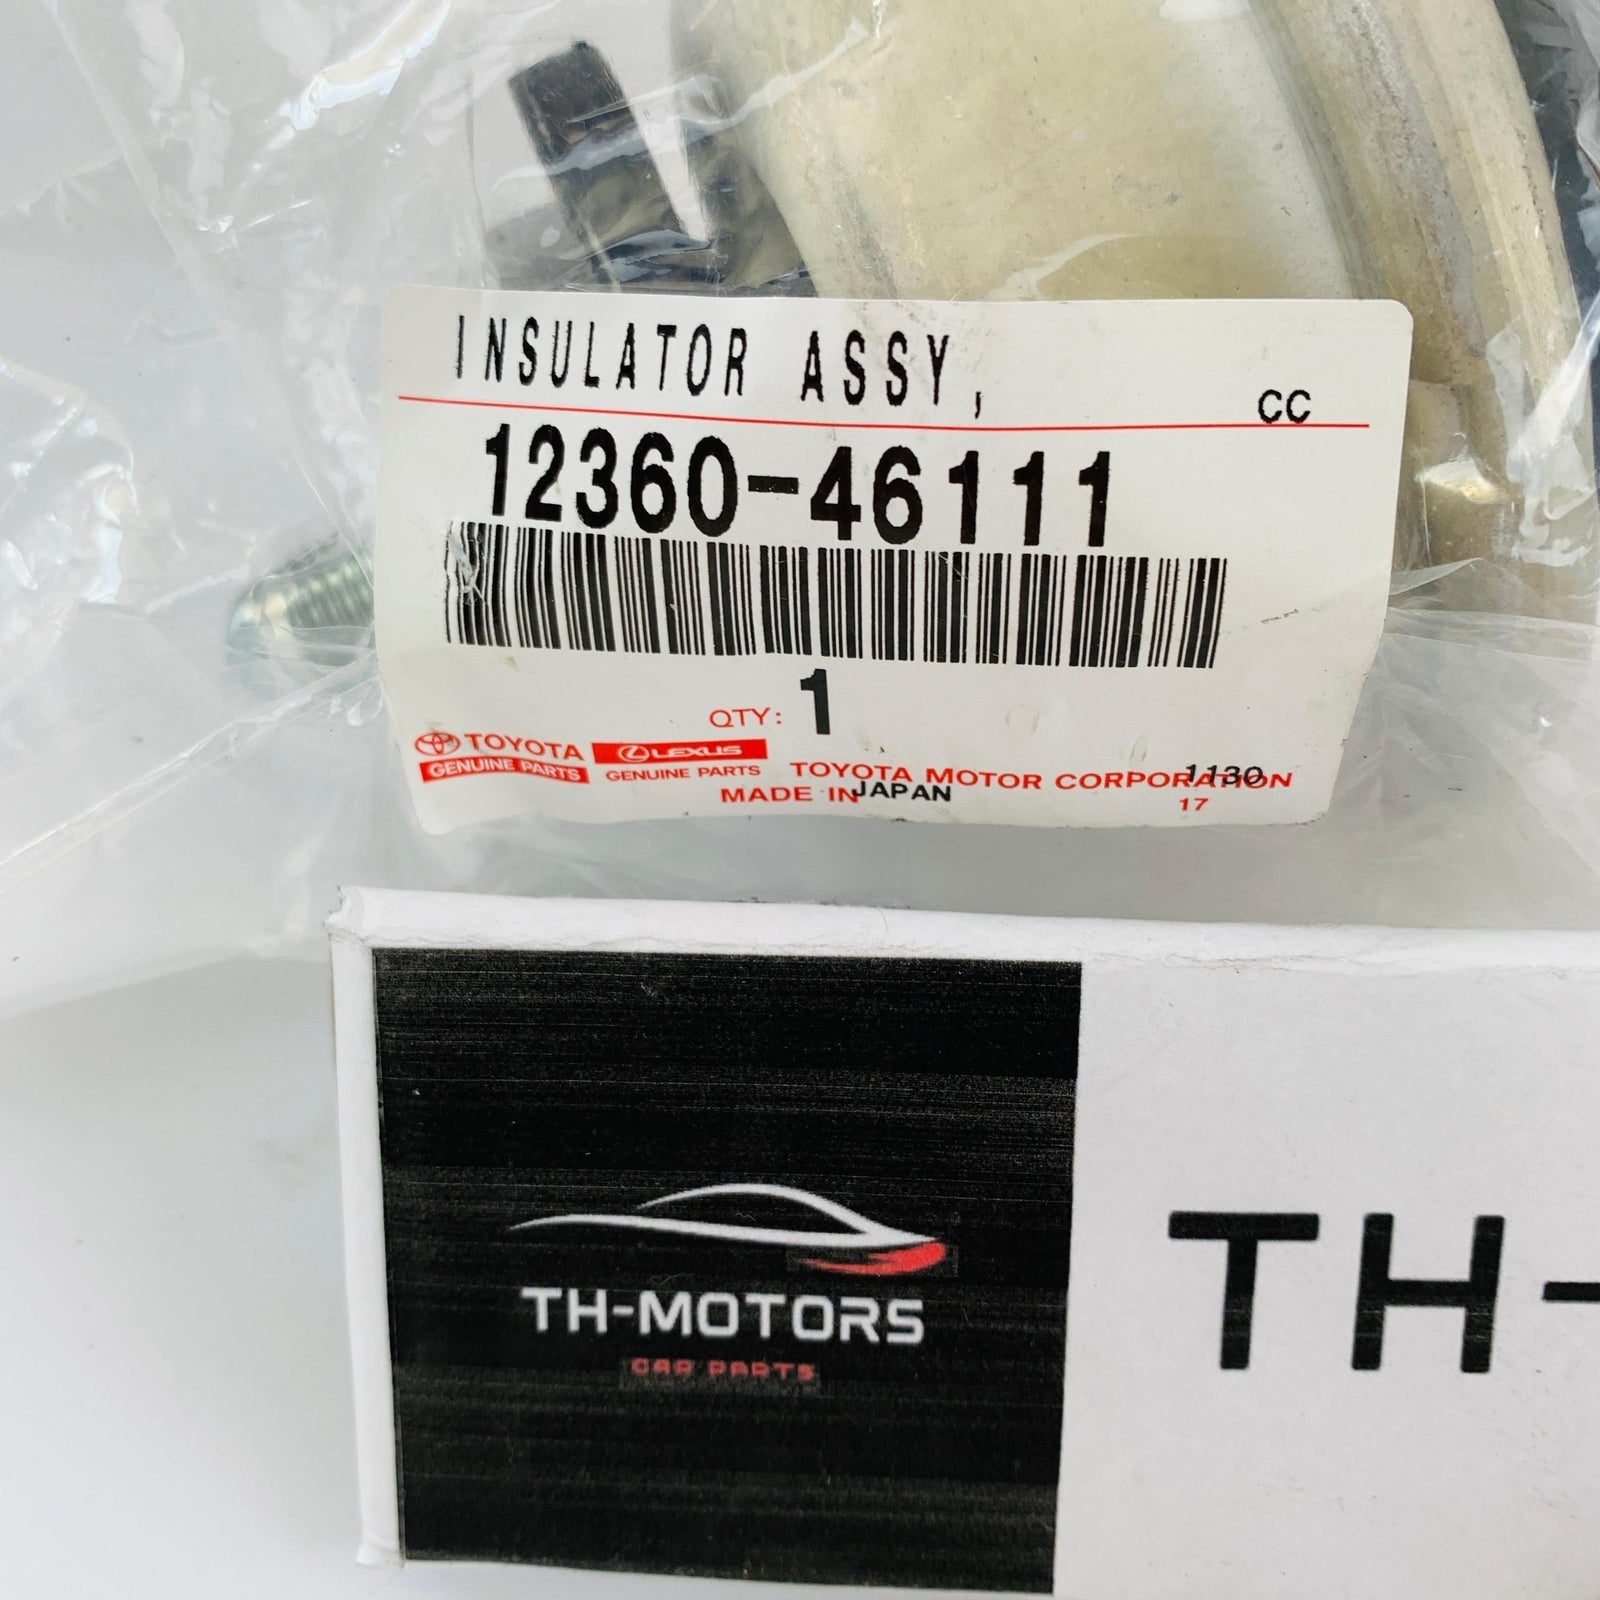 INSULATOR ASSY,
CC
12360-46111
QTY: 1
TOYOTA
GENUINE PARTS
LEXUS
GENUINE PARTS
TOYOTA MOTOR CORPORATION
1130
MADE IN JAPAN
17
TH-
TH-MOTORS
CAR PARTS